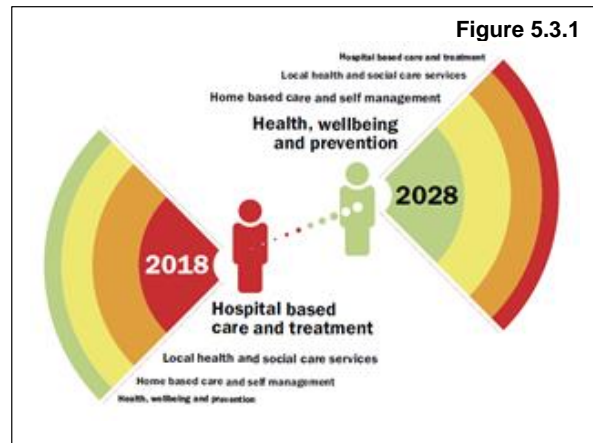 Figure 5.3.1
Hospital based care and treatment
Local health and social care services
Home based care and self management
Health, wellbeing
and prevention
2028
2018
Hospital based
care and treatment
Local health and social care services
Home based care and self management
Health, wellbeing and prevention